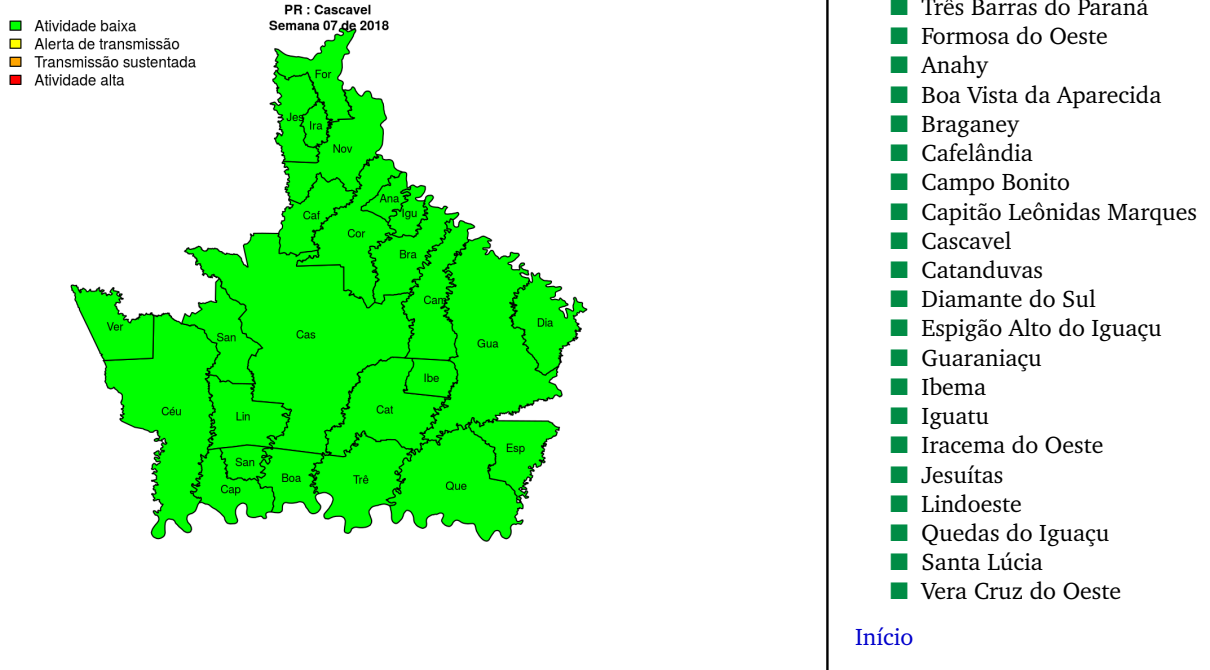 PR : Cascavel
Semana 07 de 2018
Atividade baixa
Alerta de transmissão
Transmissão sustentada
Atividade alta
For
Jes
Ira
Nov
Ana
Igu
Caf
Cor
Bra
Cam
Ver
San
Cas
Dia
Gua
Ibe
Céu
Lin
Cat
Esp
San
Cap
Boa
Trê
Que
Três Barras do Paraná
Formosa do Oeste
Anahy
Boa Vista da Aparecida
Braganey
Cafelândia
Campo Bonito
Capitão Leônidas Marques
Cascavel
Catanduvas
Diamante do Sul
Espigão Alto do Iguaçu
Guaraniaçu
Ibema
Iguatu
Iracema do Oeste
Jesuítas
Lindoeste
Quedas do Iguaçu
Santa Lúcia
Vera Cruz do Oeste
Início